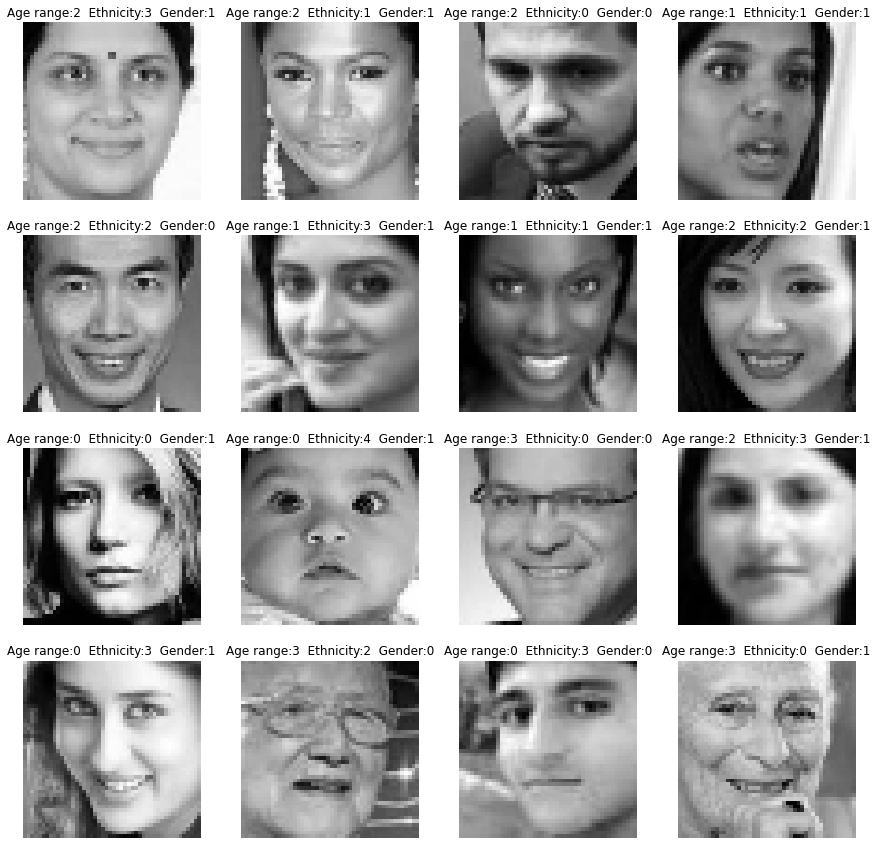 Age range:2 Ethnicity:3 Gender:1
Age range:2 Ethnicity:1 Gender:1
Age range:2 Ethnicity:0 Gender:0
Age range:1 Ethnicity:1 Gender:1
Age range:2 Ethnicity:2 Gender:0
Age range:1 Ethnicity:3 Gender:1
Age range:1 Ethnicity:1 Gender:1
Age range:2 Ethnicity:2 Gender:1
Age range:0 Ethnicity:0 Gender:1
Age range:0 Ethnicity:4 Gender:1
Age range:3 Ethnicity:0 Gender:0
Age range:2 Ethnicity:3 Gender:1
Age range:0 Ethnicity:3 Gender:1
Age range:3 Ethnicity:2 Gender:0
Age range:0 Ethnicity:3 Gender:0
Age range:3 Ethnicity:0 Gender:1